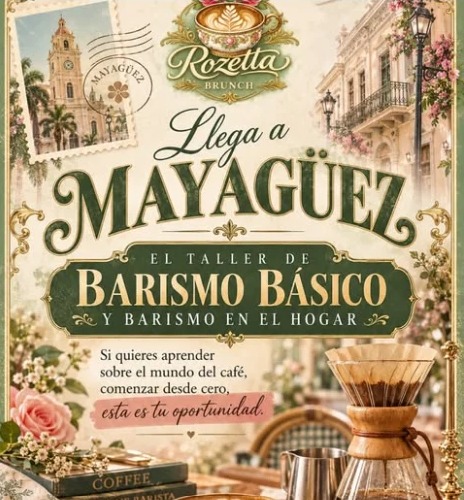 MAYAGÜEZ
Rozetta
BRUNCH
Llega a
MAYAGÜEZ
EL TALLER DE
BARISMO BÁSICO
Y BARISMO EN EL HOGAR
Si quieres aprender
sobre el mundo del café,
comenzar desde cero,
esta es tu oportunidad.
COFFEE
BARISTA